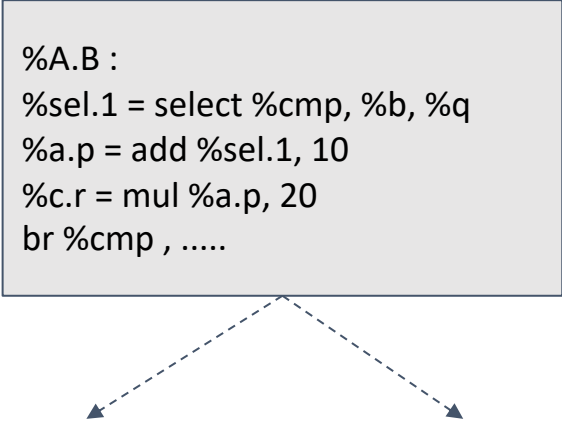 %A.B :
%sel.1 = select %cmp, %b, %q
%a.p = add %sel.1, 10
%c.r = mul %a.p, 20
br %cmp , .....